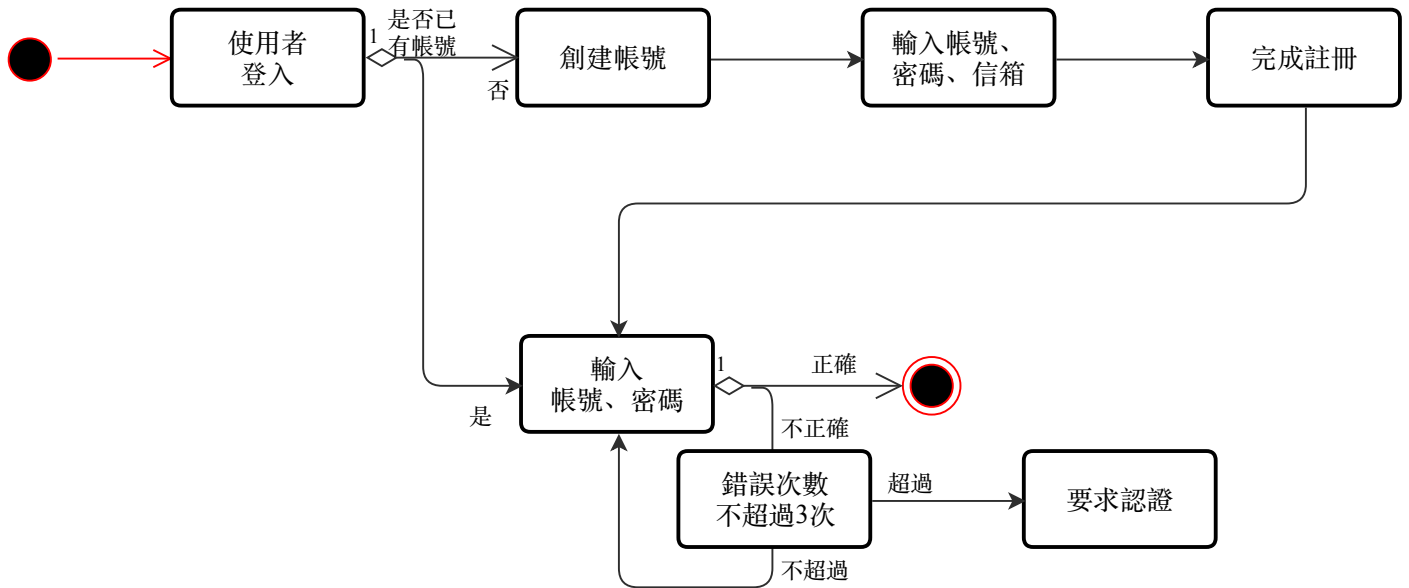 使用者
登入
1
是否已
有帳號
否
創建帳號
輸入帳號、
密碼、信箱
完成註冊
是
輸入
帳號、密碼
1
正確
不正確
錯誤次數
不超過3次
超過
要求認證
不超過